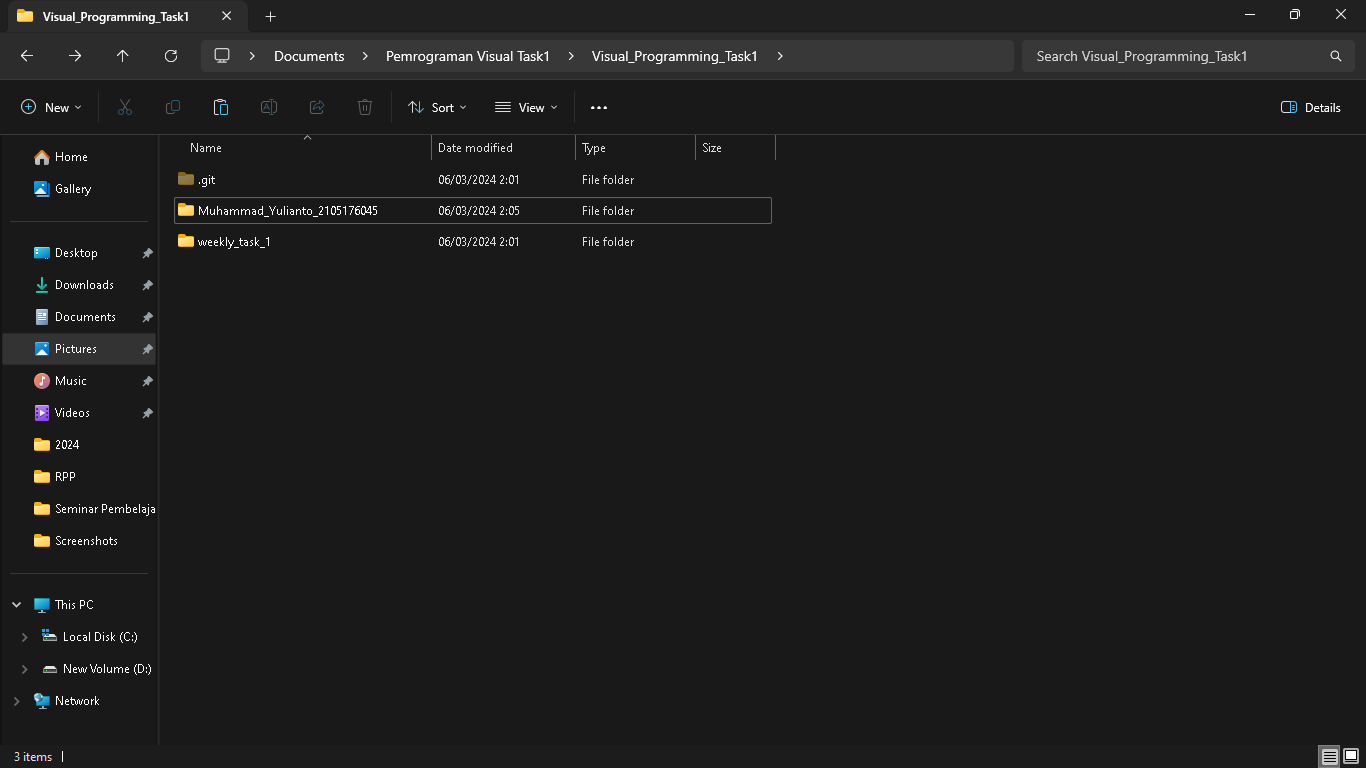 Visual_Programming_Task1
Documents > Pemrograman Visual Task1 > Visual_Programming_Task1 >
Search Visual_Programming_Task1
New
Sort
View
Details
Home
Gallery
Desktop
Downloads
Documents
Pictures
Music
Videos
2024
RPP
Seminar Pembelaja
Screenshots
This PC
Local Disk (C:)
New Volume (D:)
Network
Name Date modified Type Size
.git 06/03/2024 2:01 File folder
Muhammad_Yulianto_2105176045 06/03/2024 2:05 File folder
weekly_task_1 06/03/2024 2:01 File folder
3 items